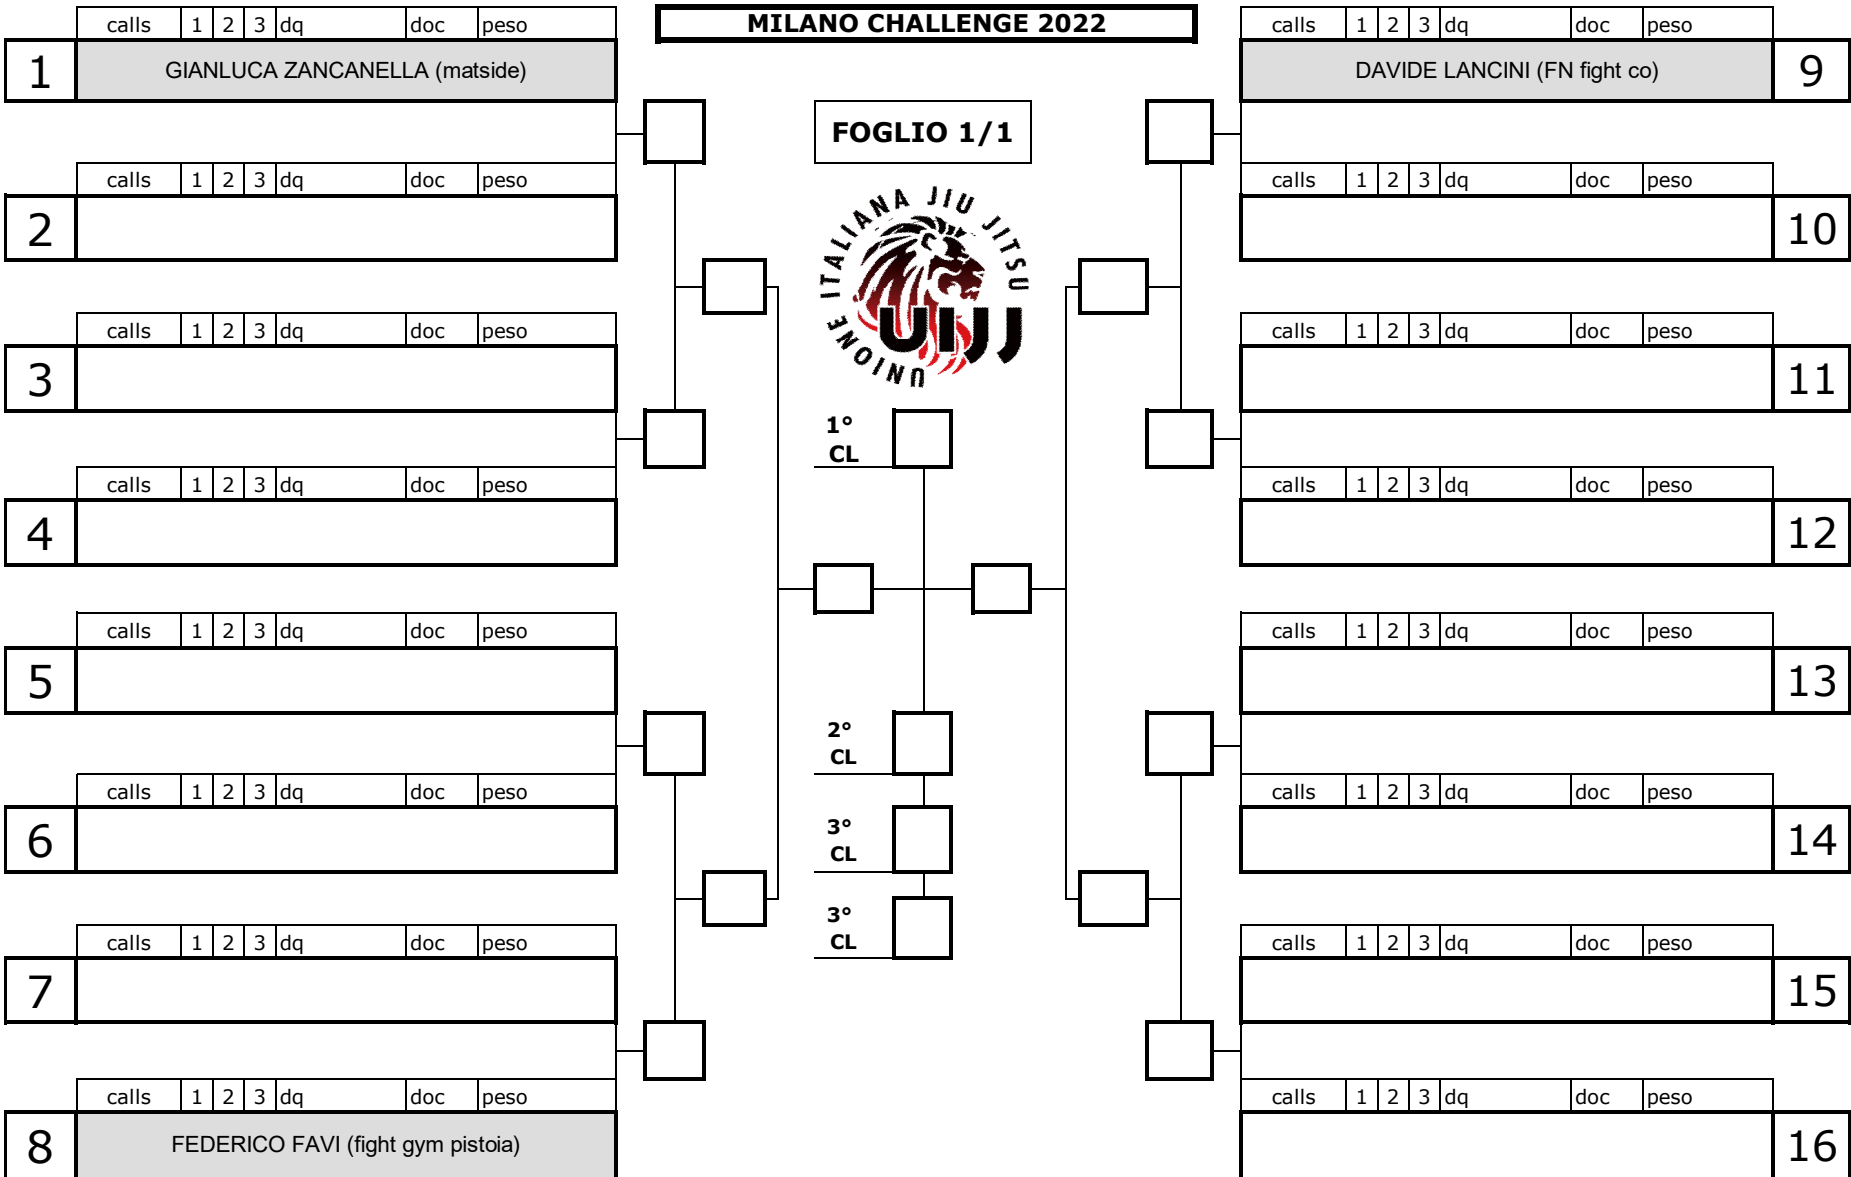 MILANO CHALLENGE 2022
calls 1 2 3 dq doc peso
1 GIANLUCA ZANCANELLA (matside)
calls 1 2 3 dq doc peso
2
calls 1 2 3 dq doc peso
3
calls 1 2 3 dq doc peso
4
calls 1 2 3 dq doc peso
5
calls 1 2 3 dq doc peso
6
calls 1 2 3 dq doc peso
7
calls 1 2 3 dq doc peso
8 FEDERICO FAVI (fight gym pistoia)
FOGLIO 1/1
UNIONE ITALIANA JIU JITSU
UIJJ
1°
CL
2°
CL
3°
CL
3°
CL
calls 1 2 3 dq doc peso
DAVIDE LANCINI (FN fight co) 9
calls 1 2 3 dq doc peso
10
calls 1 2 3 dq doc peso
11
calls 1 2 3 dq doc peso
12
calls 1 2 3 dq doc peso
13
calls 1 2 3 dq doc peso
14
calls 1 2 3 dq doc peso
15
calls 1 2 3 dq doc peso
16